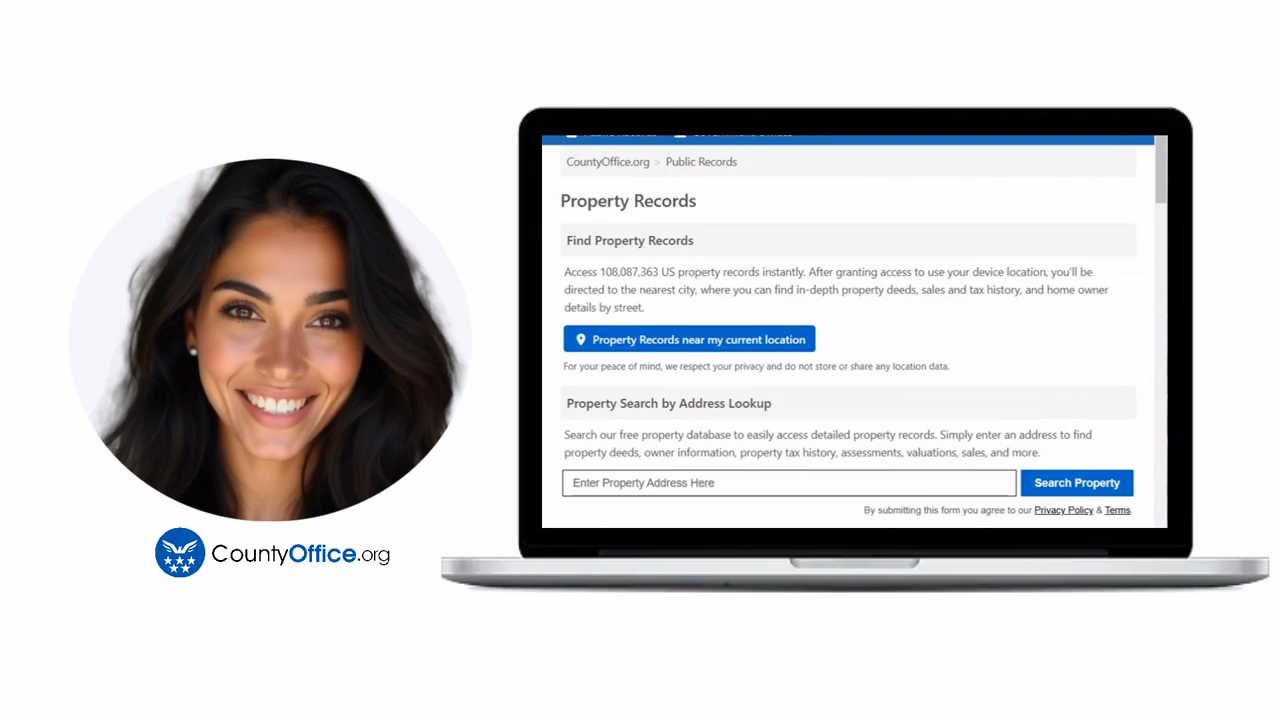 CountyOffice.org > Public Records
Property Records
Find Property Records
Access 108,087,363 US property records instantly. After granting access to use your device location, you'll be
directed to the nearest city, where you can find in-depth property deeds, sales and tax history, and home owner
details by street.
Property Records near my current location
For your peace of mind, we respect your privacy and do not store or share any location data.
Property Search by Address Lookup
Search our free property database to easily access detailed property records. Simply enter an address to find
property deeds, owner information, property tax history, assessments, valuations, sales, and more.
Enter Property Address Here
Search Property
By submitting this form you agree to our Privacy Policy & Terms.
CountyOffice.org